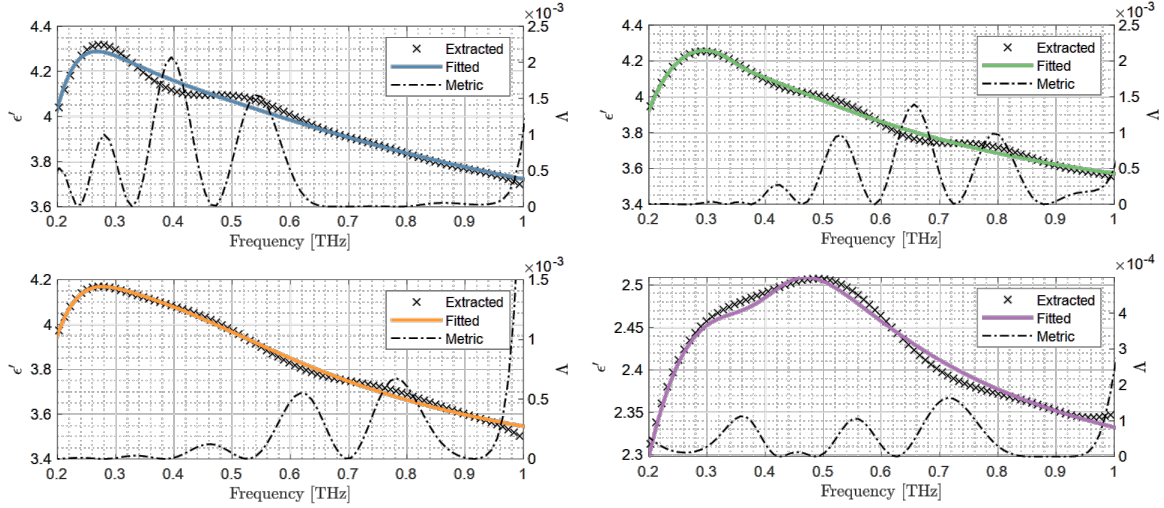 ×10⁻³
4.4
4.2
4
3.8
3.6
ϵ′
2.5
2
1.5
1
0.5
0
Λ
Extracted
Fitted
Metric
0.2 0.3 0.4 0.5 0.6 0.7 0.8 0.9 1
Frequency [THz]
×10⁻³
4.4
4.2
4
3.8
3.6
3.4
ϵ′
2.5
2
1.5
1
0.5
0
Λ
Extracted
Fitted
Metric
0.2 0.3 0.4 0.5 0.6 0.7 0.8 0.9 1
Frequency [THz]
×10⁻³
4.2
4
3.8
3.6
3.4
ϵ′
1.5
1
0.5
0
Λ
Extracted
Fitted
Metric
0.2 0.3 0.4 0.5 0.6 0.7 0.8 0.9 1
Frequency [THz]
×10⁻⁴
2.5
2.45
2.4
2.35
2.3
ϵ′
4
3
2
1
0
Λ
Extracted
Fitted
Metric
0.2 0.3 0.4 0.5 0.6 0.7 0.8 0.9 1
Frequency [THz]